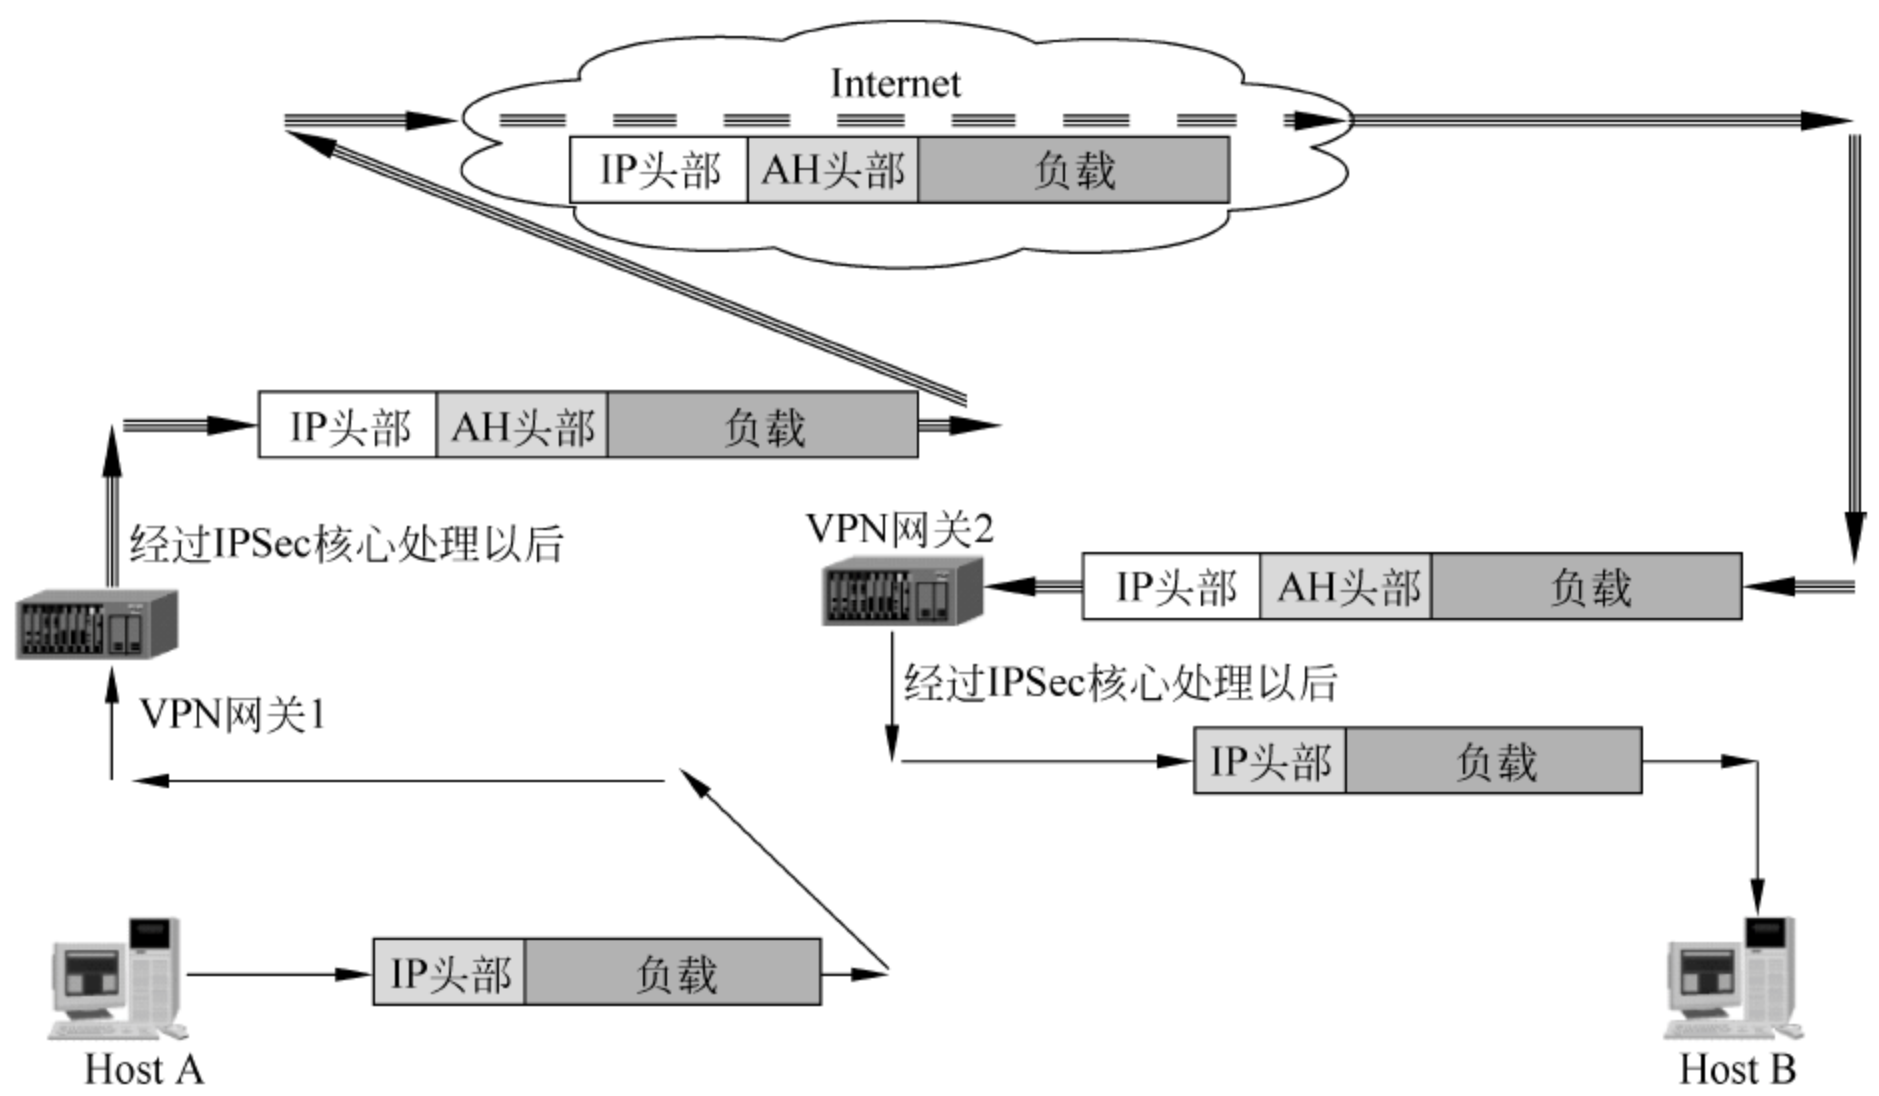 Internet
IP头部 AH头部 负载
IP头部 AH头部 负载
经过IPSec核心处理以后
VPN网关2
IP头部 AH头部 负载
经过IPSec核心处理以后
VPN网关1
IP头部 负载
IP头部 负载
Host A
Host B